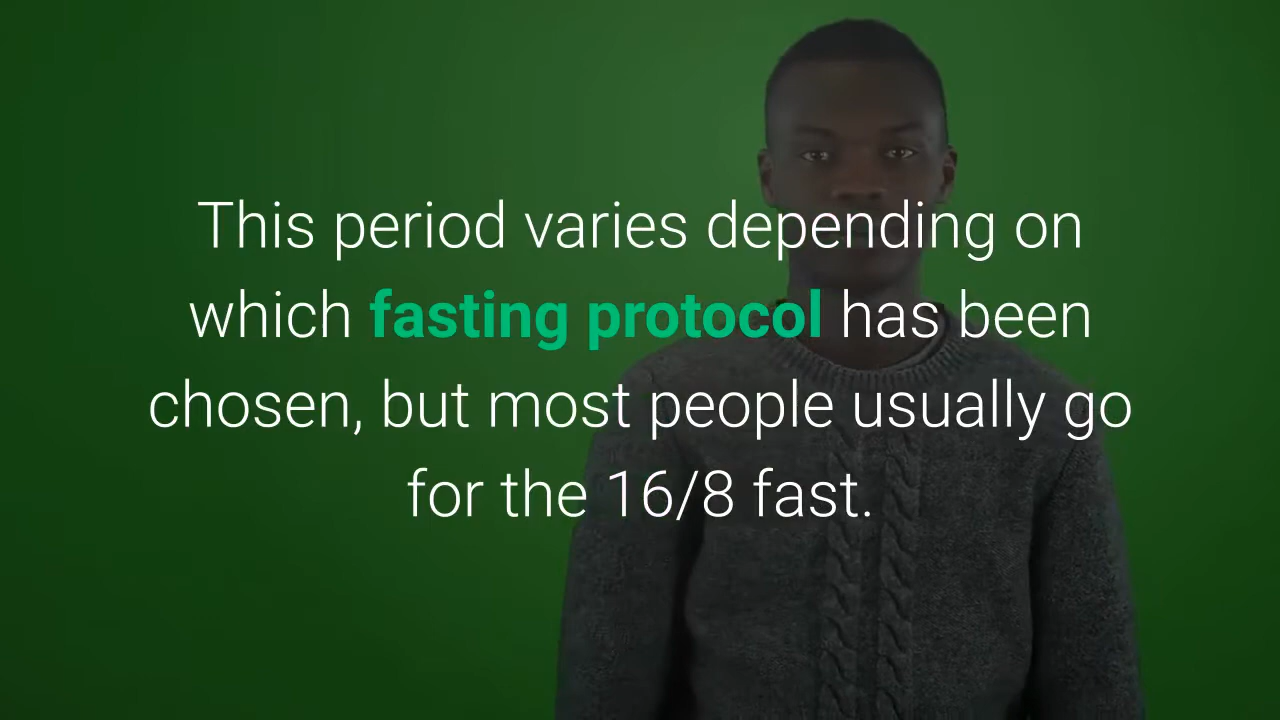 This period varies depending on
which fasting protocol has been
chosen, but most people usually go
for the 16/8 fast.